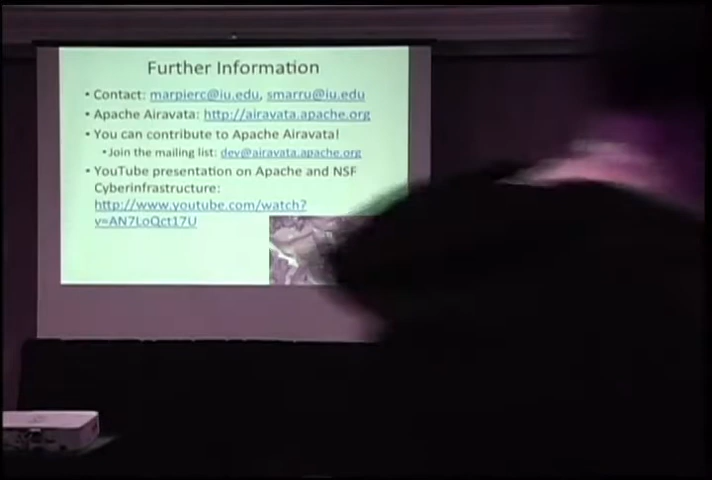 Further Information
• Contact: marpierc@iu.edu, smarru@iu.edu
• Apache Airavata: http://airavata.apache.org
• You can contribute to Apache Airavata!
• Join the mailing list: dev@airavata.apache.org
• YouTube presentation on Apache and NSF
Cyberinfrastructure:
http://www.youtube.com/watch?
v=AN7LoQct17U